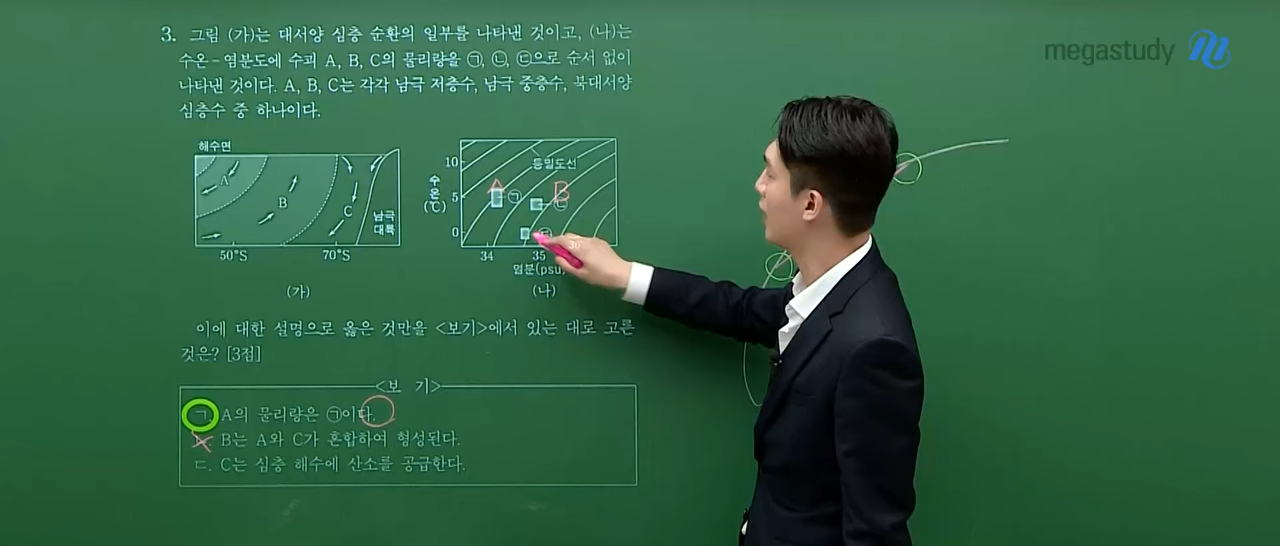 megastudy
3. 그림 (가)는 대서양 심층 순환의 일부를 나타낸 것이고, (나)는
수온-염분도에 수괴 A, B, C의 물리량을 ㉠, ㉡, ㉢으로 순서 없이
나타낸 것이다. A, B, C는 각각 남극 저층수, 남극 중층수, 북대서양
심층수 중 하나이다.
해수면
A
B
C
남극
대륙
50°S
70°S
(가)
수온(℃)
10
5
0
등밀도선
A
㉠
B
㉡
㉢
34
35
36
염분(psu)
(나)
이에 대한 설명으로 옳은 것만을 <보기>에서 있는 대로 고른
것은? [3점]
<보 기>
ㄱ. A의 물리량은 ㉠이다.
ㄴ. B는 A와 C가 혼합하여 형성된다.
ㄷ. C는 심층 해수에 산소를 공급한다.